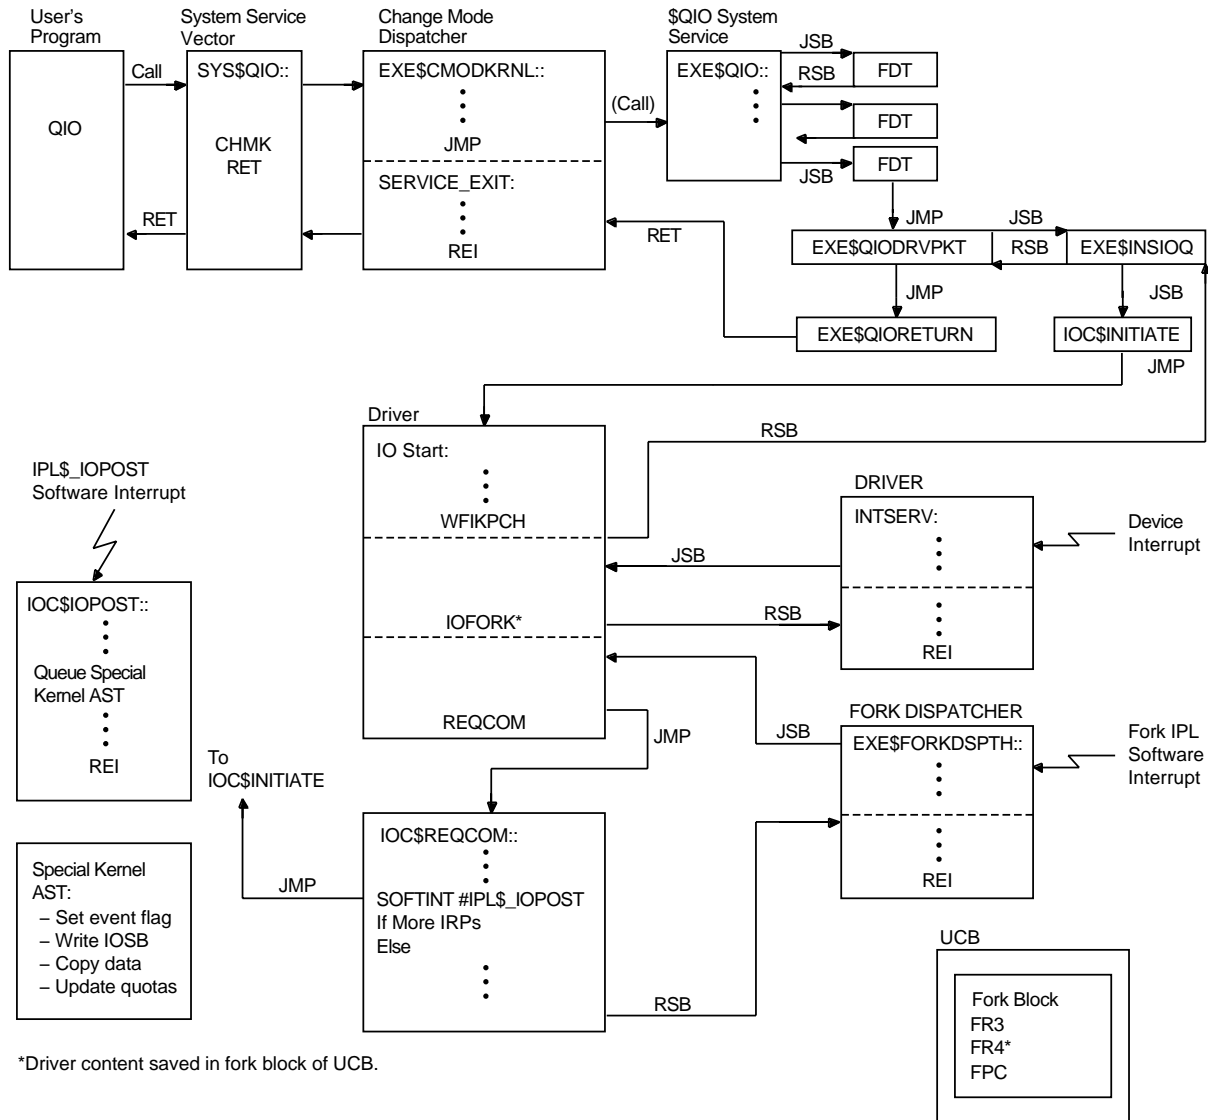 User's
Program
System Service
Vector
Change Mode
Dispatcher
$QIO System
Service
QIO
Call
SYS$QIO::
CHMK
RET
RET
EXE$CMODKRNL::
JMP
SERVICE_EXIT:
REI
(Call)
RET
EXE$QIO::
JSB
RSB
FDT
FDT
JSB
FDT
JMP
JSB
EXE$QIODRVPKT
RSB
EXE$INSIOQ
JMP
JSB
EXE$QIORETURN
IOC$INITIATE
JMP
Driver
IO Start:
WFIKPCH
RSB
IOFORK*
REQCOM
IPL$_IOPOST
Software Interrupt
DRIVER
INTSERV:
Device
Interrupt
JSB
RSB
REI
IOC$IOPOST::
Queue Special
Kernel AST
REI
FORK DISPATCHER
EXE$FORKDSPTH::
Fork IPL
Software
Interrupt
JSB
JMP
REI
To
IOC$INITIATE
JMP
IOC$REQCOM::
SOFTINT #IPL$_IOPOST
If More IRPs
Else
RSB
Special Kernel
AST:
– Set event flag
– Write IOSB
– Copy data
– Update quotas
UCB
Fork Block
FR3
FR4*
FPC
*Driver content saved in fork block of UCB.